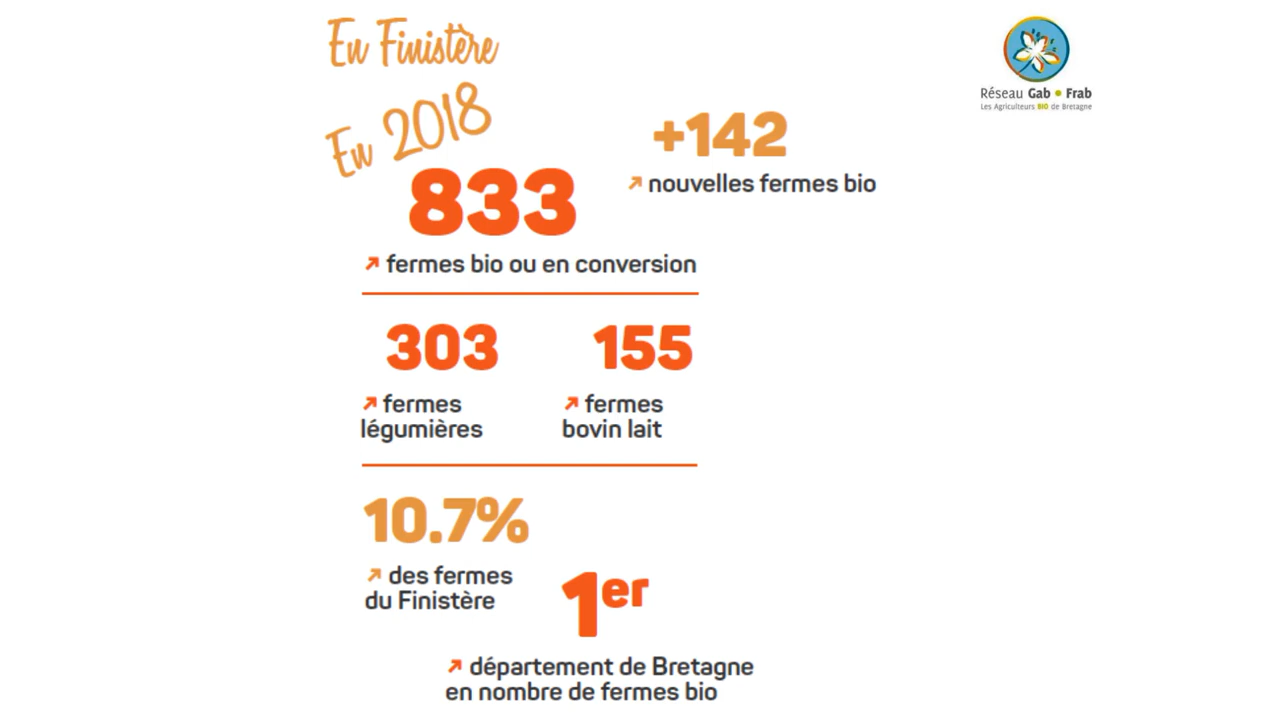 En Finistère
En 2018
Réseau Gab • Frab
Les Agriculteurs BIO de Bretagne
+142
nouvelles fermes bio
833
fermes bio ou en conversion
303
fermes
légumières
155
fermes
bovin lait
10.7%
des fermes
du Finistère
1er
département de Bretagne
en nombre de fermes bio